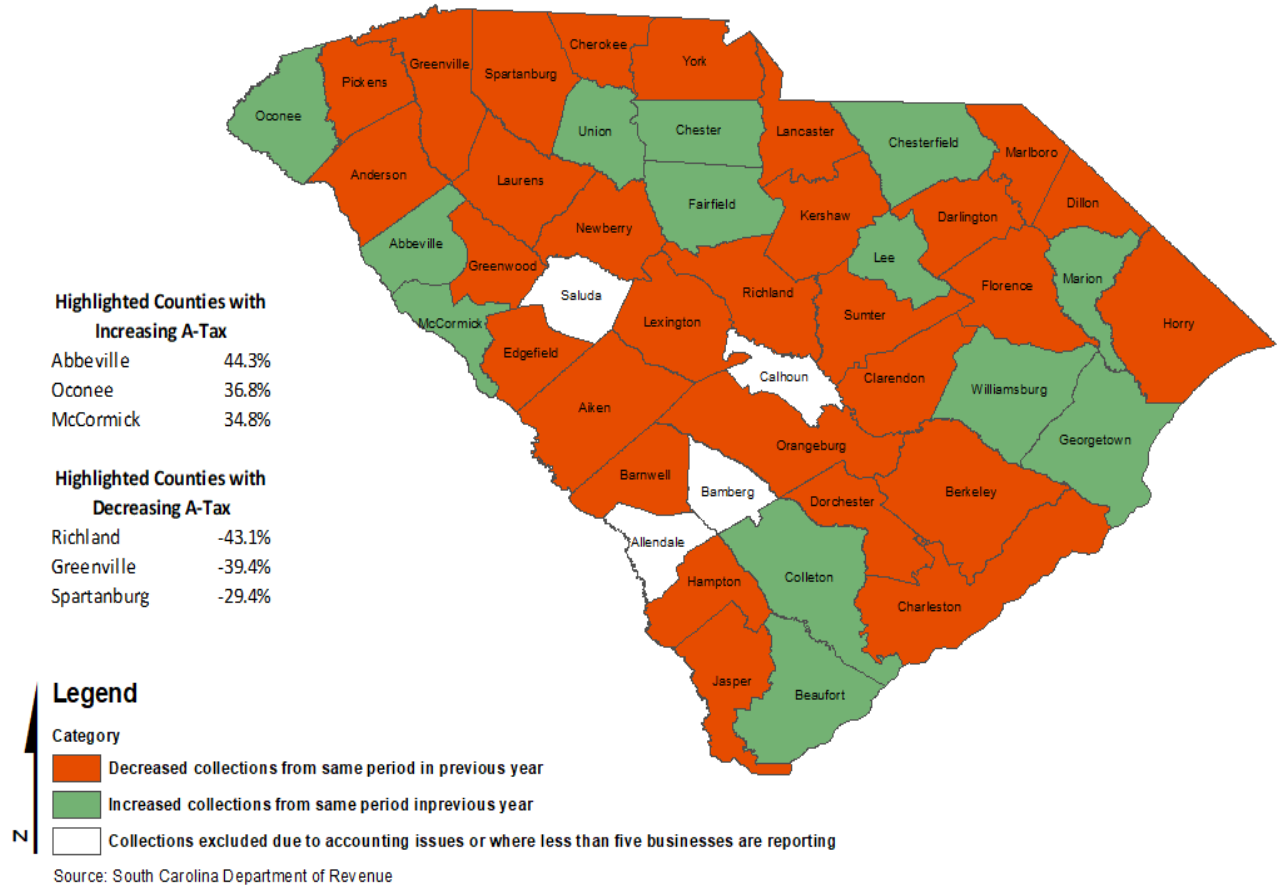 Cherokee
York
Greenville
Spartanburg
Pickens
Oconee
Union
Chester
Lancaster
Chesterfield
Marlboro
Anderson
Laurens
Fairfield
Kershaw
Darlington
Dillon
Newberry
Abbeville
Greenwood
Lee
Marion
Saluda
Richland
Florence
Horry
McCormick
Lexington
Sumter
Edgefield
Calhoun
Clarendon
Williamsburg
Aiken
Georgetown
Orangeburg
Barnwell
Bamberg
Dorchester
Berkeley
Allendale
Hampton
Colleton
Charleston
Jasper
Beaufort
Highlighted Counties with
Increasing A-Tax
Abbeville 44.3%
Oconee 36.8%
McCormick 34.8%
Highlighted Counties with
Decreasing A-Tax
Richland -43.1%
Greenville -39.4%
Spartanburg -29.4%
Legend
Category
Decreased collections from same period in previous year
Increased collections from same period inprevious year
Collections excluded due to accounting issues or where less than five businesses are reporting
N
Source: South Carolina Department of Revenue